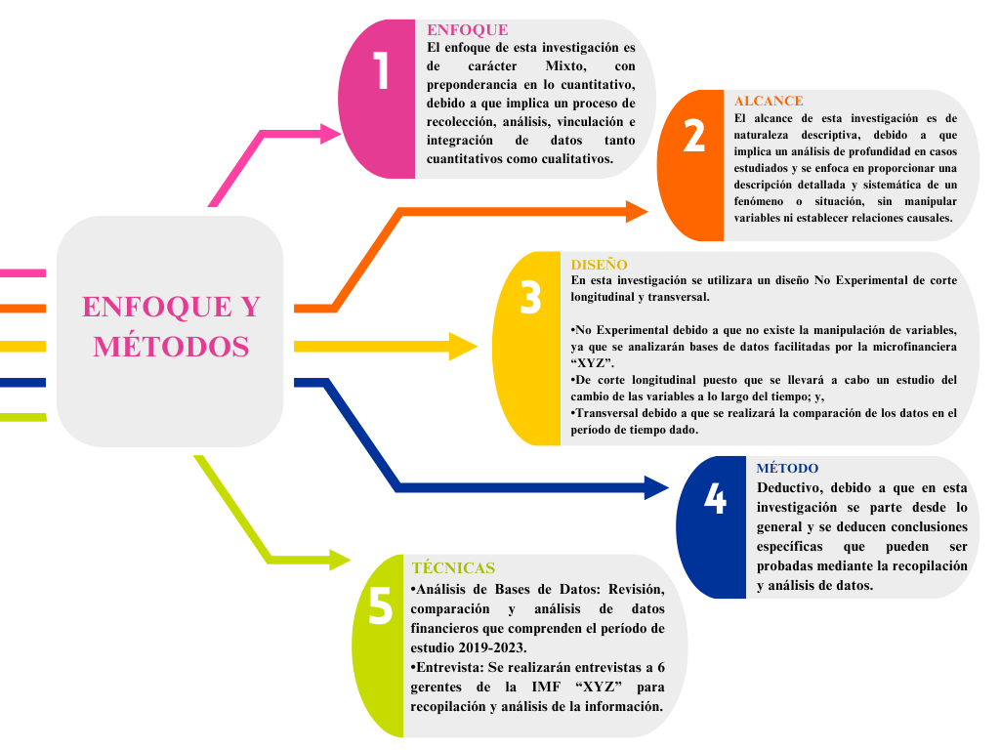 ENFOQUE Y
MÉTODOS
1
ENFOQUE
El enfoque de esta investigación es
de carácter Mixto, con
preponderancia en lo cuantitativo,
debido a que implica un proceso de
recolección, análisis, vinculación e
integración de datos tanto
cuantitativos como cualitativos.
2
ALCANCE
El alcance de esta investigación es de
naturaleza descriptiva, debido a que
implica un análisis de profundidad en casos
estudiados y se enfoca en proporcionar una
descripción detallada y sistemática de un
fenómeno o situación, sin manipular
variables ni establecer relaciones causales.
3
DISEÑO
En esta investigación se utilizara un diseño No Experimental de corte
longitudinal y transversal.
•No Experimental debido a que no existe la manipulación de variables,
ya que se analizarán bases de datos facilitadas por la microfinanciera
“XYZ”.
•De corte longitudinal puesto que se llevará a cabo un estudio del
cambio de las variables a lo largo del tiempo; y,
•Transversal debido a que se realizará la comparación de los datos en el
período de tiempo dado.
4
MÉTODO
Deductivo, debido a que en esta
investigación se parte desde lo
general y se deducen conclusiones
específicas que pueden ser
probadas mediante la recopilación
y análisis de datos.
5
TÉCNICAS
•Análisis de Bases de Datos: Revisión,
comparación y análisis de datos
financieros que comprenden el período de
estudio 2019-2023.
•Entrevista: Se realizarán entrevistas a 6
gerentes de la IMF “XYZ” para
recopilación y análisis de la información.